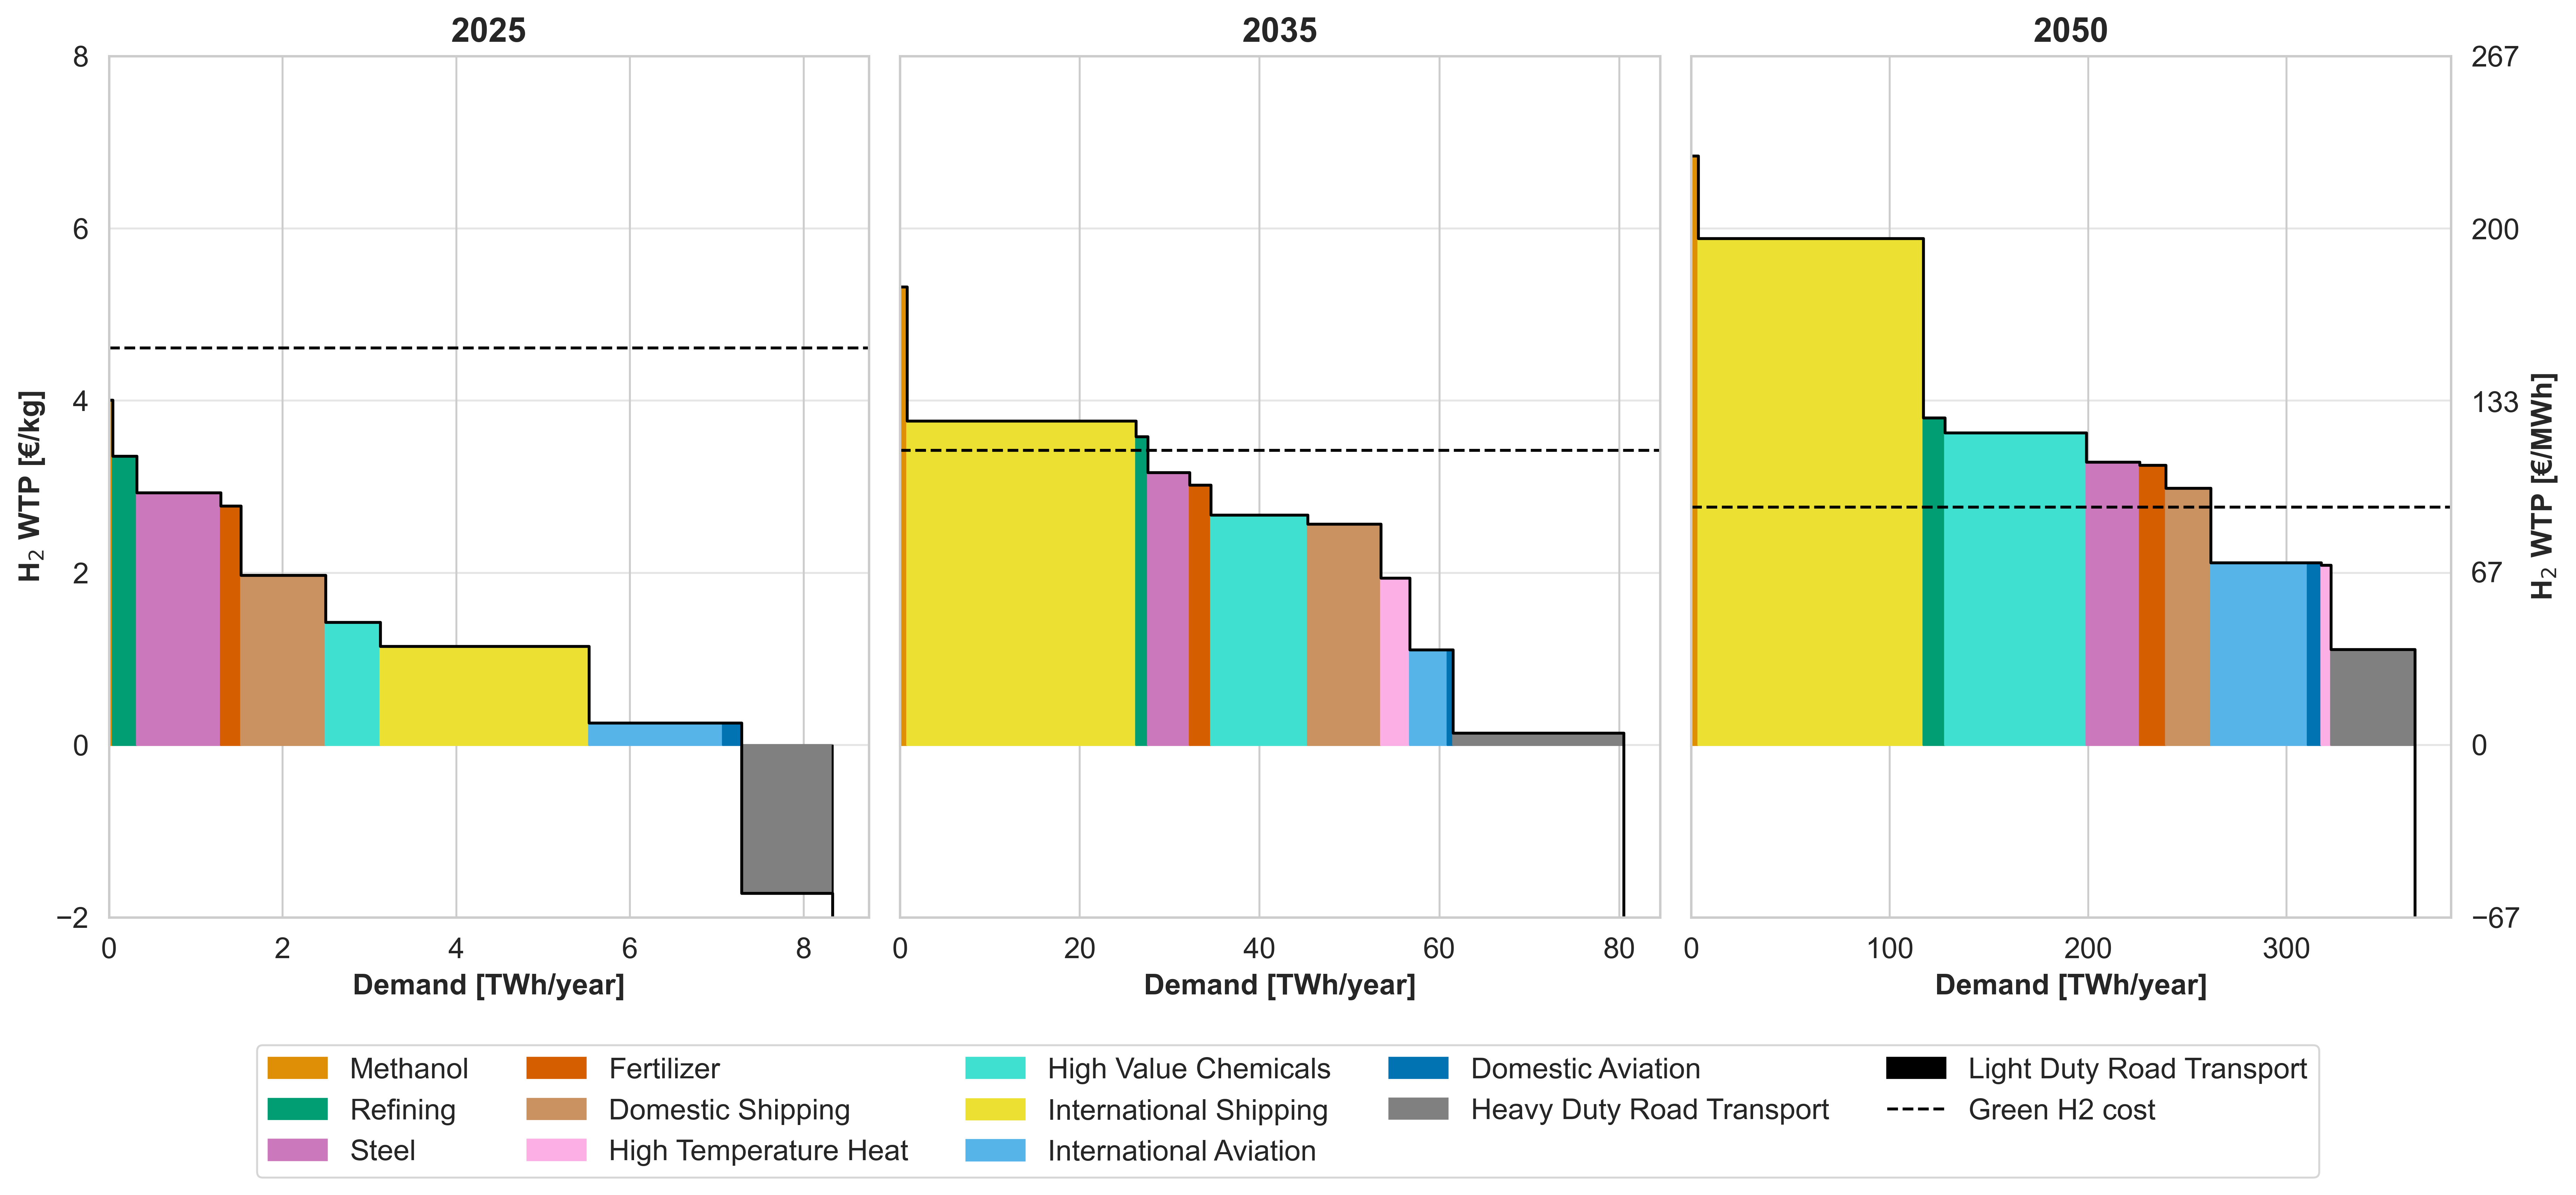 2025 2035 2050
8 267
6 200
4 133
2 67
0 0
−2 −67
H2 WTP [€/kg]
H2 WTP [€/MWh]
0 2 4 6 8 0 20 40 60 80 0 100 200 300
Demand [TWh/year] Demand [TWh/year] Demand [TWh/year]
Methanol Fertilizer High Value Chemicals Domestic Aviation Light Duty Road Transport
Refining Domestic Shipping International Shipping Heavy Duty Road Transport Green H2 cost
Steel High Temperature Heat International Aviation